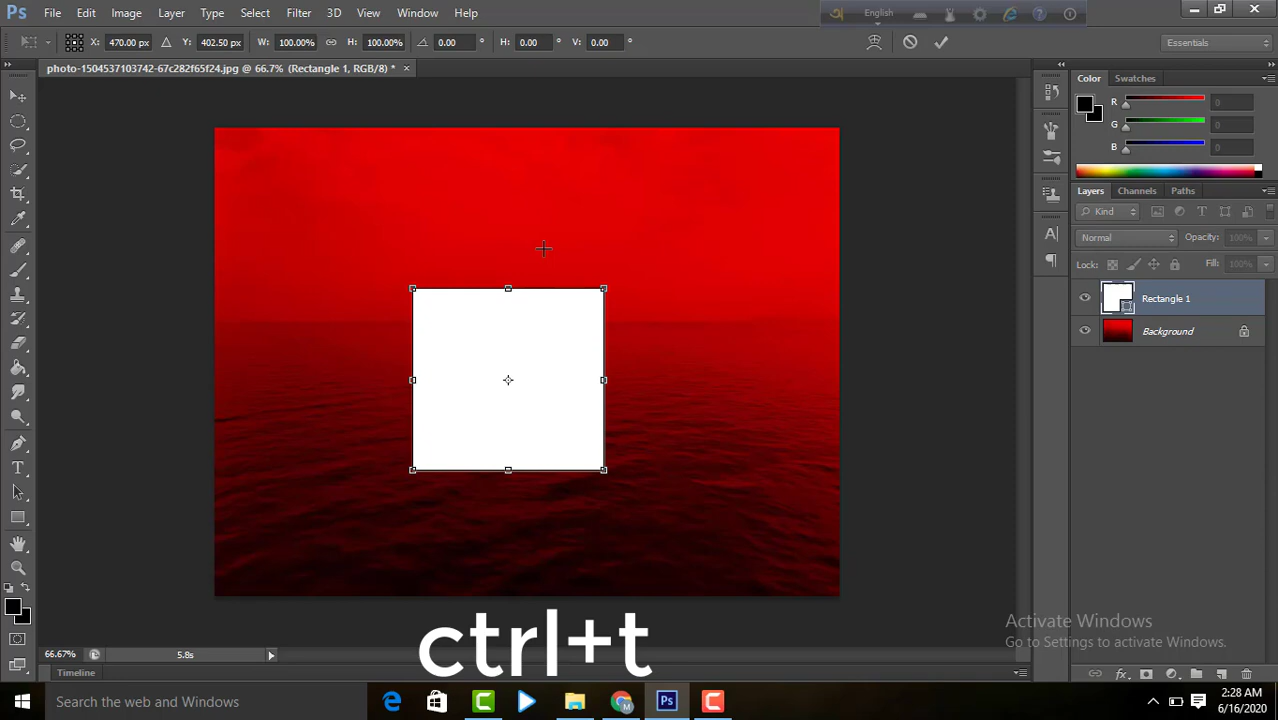 Ps File Edit Image Layer Type Select Filter 3D View Window Help
English
X: 470.00 px Y: 402.50 px W: 100.00% H: 100.00% 0.00 ° H: 0.00 ° V: 0.00 ° Essentials
photo-1504537103742-67c282f65f24.jpg @ 66.7% (Rectangle 1, RGB/8) * ×
Color Swatches
R 0
G 0
B 0
Layers Channels Paths
Kind
Normal Opacity: 100%
Lock: Fill: 100%
Rectangle 1
Background
ctrl+t
Activate Windows
Go to Settings to activate Windows.
66.67% 5.8s
Timeline
Search the web and Windows
Ps
2:28 AM
6/16/2020